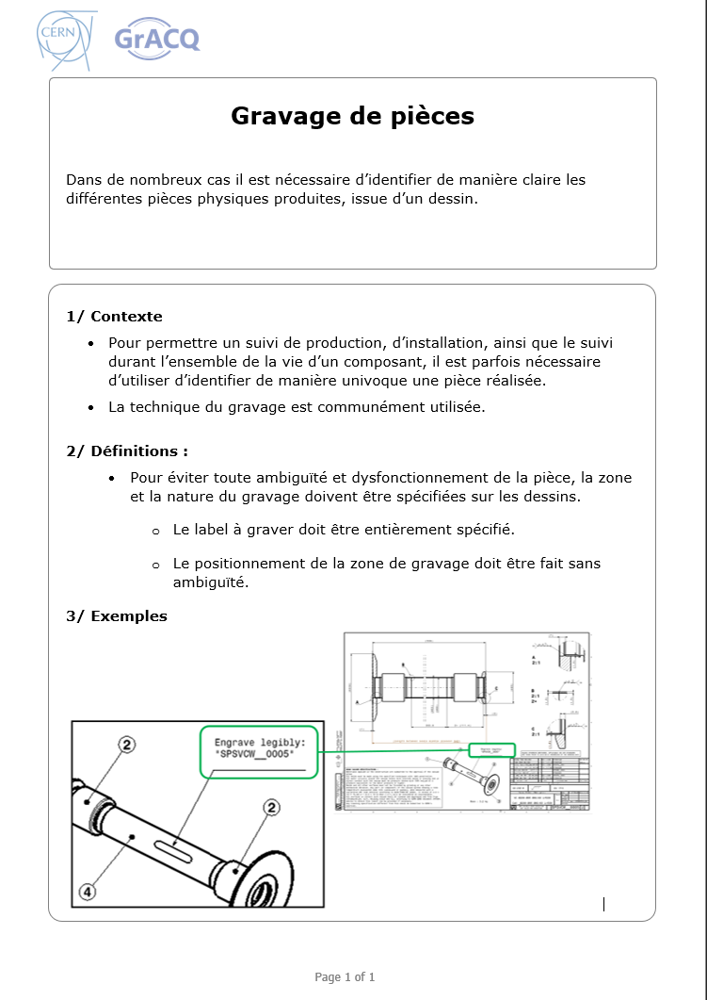 CERN
GrACQ
Gravage de pièces
Dans de nombreux cas il est nécessaire d’identifier de manière claire les
différentes pièces physiques produites, issue d’un dessin.
1/ Contexte
• Pour permettre un suivi de production, d’installation, ainsi que le suivi
durant l’ensemble de la vie d’un composant, il est parfois nécessaire
d’utiliser d’identifier de manière univoque une pièce réalisée.
• La technique du gravage est communément utilisée.
2/ Définitions :
• Pour éviter toute ambiguïté et dysfonctionnement de la pièce, la zone
et la nature du gravage doivent être spécifiées sur les dessins.
o Le label à graver doit être entièrement spécifié.
o Le positionnement de la zone de gravage doit être fait sans
ambiguïté.
3/ Exemples
A
2:1
B
2:1
C
2:1
Engrave legibly:
"SPSVCW__0005"
2
2
4
Page 1 of 1